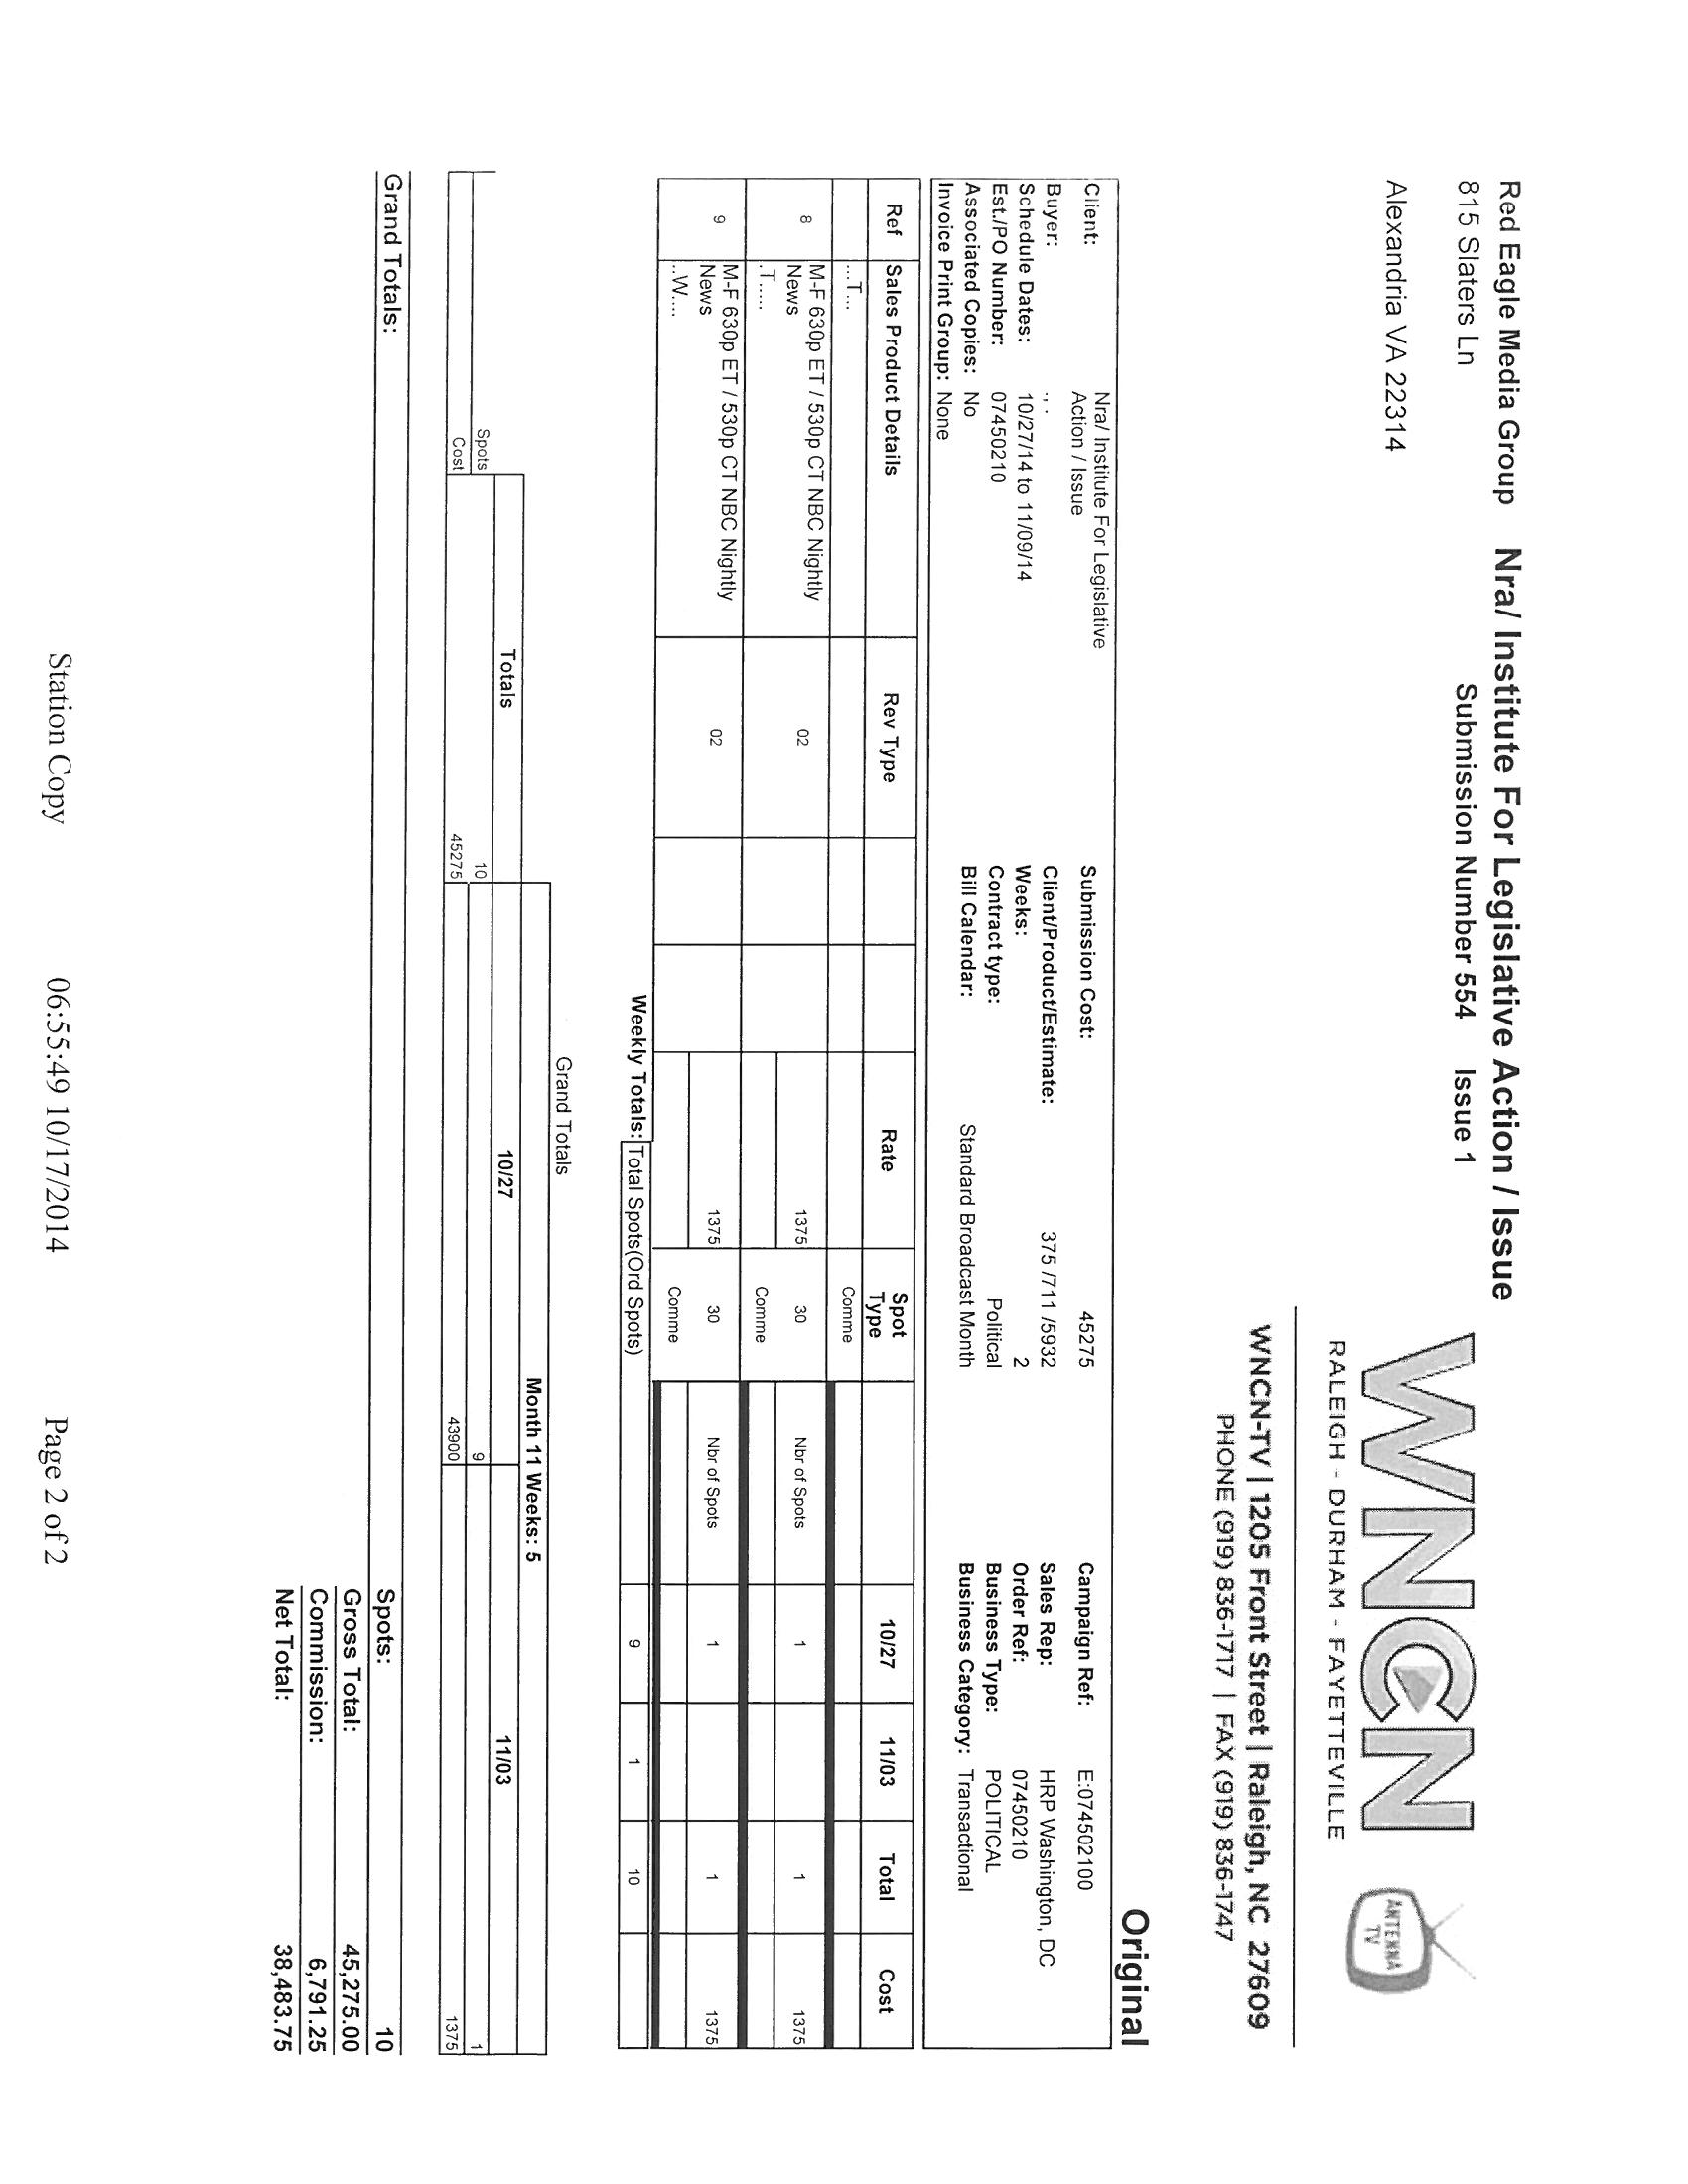 Red Eagle Media Group
815 Slaters Ln
Alexandria VA 22314
Nra/ Institute For Legislative Action / Issue
Submission Number 554 Issue 1
WNCN
ANTENNA TV
RALEIGH - DURHAM - FAYETTEVILLE
WNCN-TV | 1205 Front Street | Raleigh, NC 27609
PHONE (919) 836-1717 | FAX (919) 836-1747
Original
Client: Nra/ Institute For Legislative Action / Issue Submission Cost: 45275 Campaign Ref: E:074502100
Buyer: ., . Client/Product/Estimate: 375 /711 /5932 Sales Rep: HRP Washington, DC
Schedule Dates: 10/27/14 to 11/09/14 Weeks: 2 Order Ref: 07450210
Est./PO Number: 07450210 Contract type: Political Business Type: POLITICAL
Associated Copies: No Bill Calendar: Standard Broadcast Month Business Category: Transactional
Invoice Print Group: None
Ref Sales Product Details Rev Type Rate Spot Type 10/27 11/03 Total Cost
...T... Comme
8 M-F 630p ET / 530p CT NBC Nightly 02 1375 30 Nbr of Spots 1 1 1375
News
.T..... Comme
9 M-F 630p ET / 530p CT NBC Nightly 02 1375 30 Nbr of Spots 1 1 1375
News
..W.... Comme
Weekly Totals: Total Spots(Ord Spots) 9 1 10
Grand Totals
Month 11 Weeks: 5
Totals 10/27 11/03
Spots 10 9 1
Cost 45275 43900 1375
Grand Totals: Spots: 10
Gross Total: 45,275.00
Commission: 6,791.25
Net Total: 38,483.75
Station Copy 06:55:49 10/17/2014 Page 2 of 2